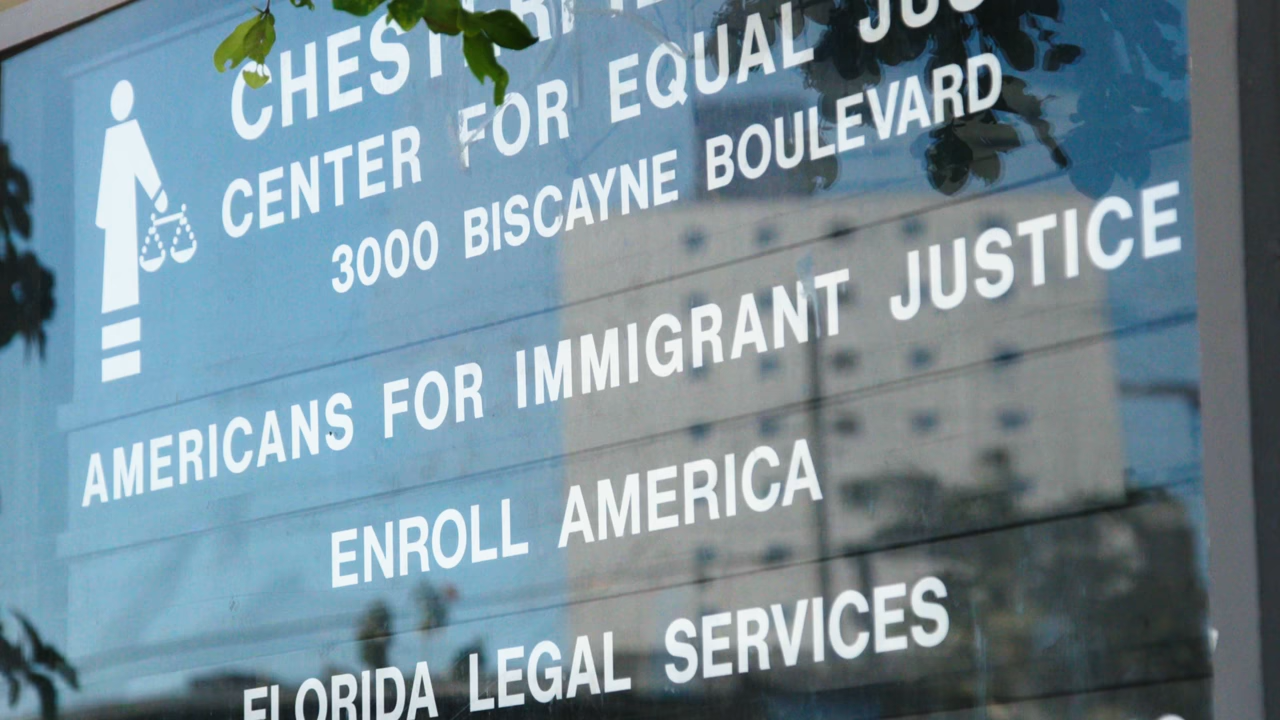 CENTER FOR EQUAL
3000 BISCAYNE BOULEVARD
AMERICANS FOR IMMIGRANT JUSTICE
ENROLL AMERICA
FLORIDA LEGAL SERVICES